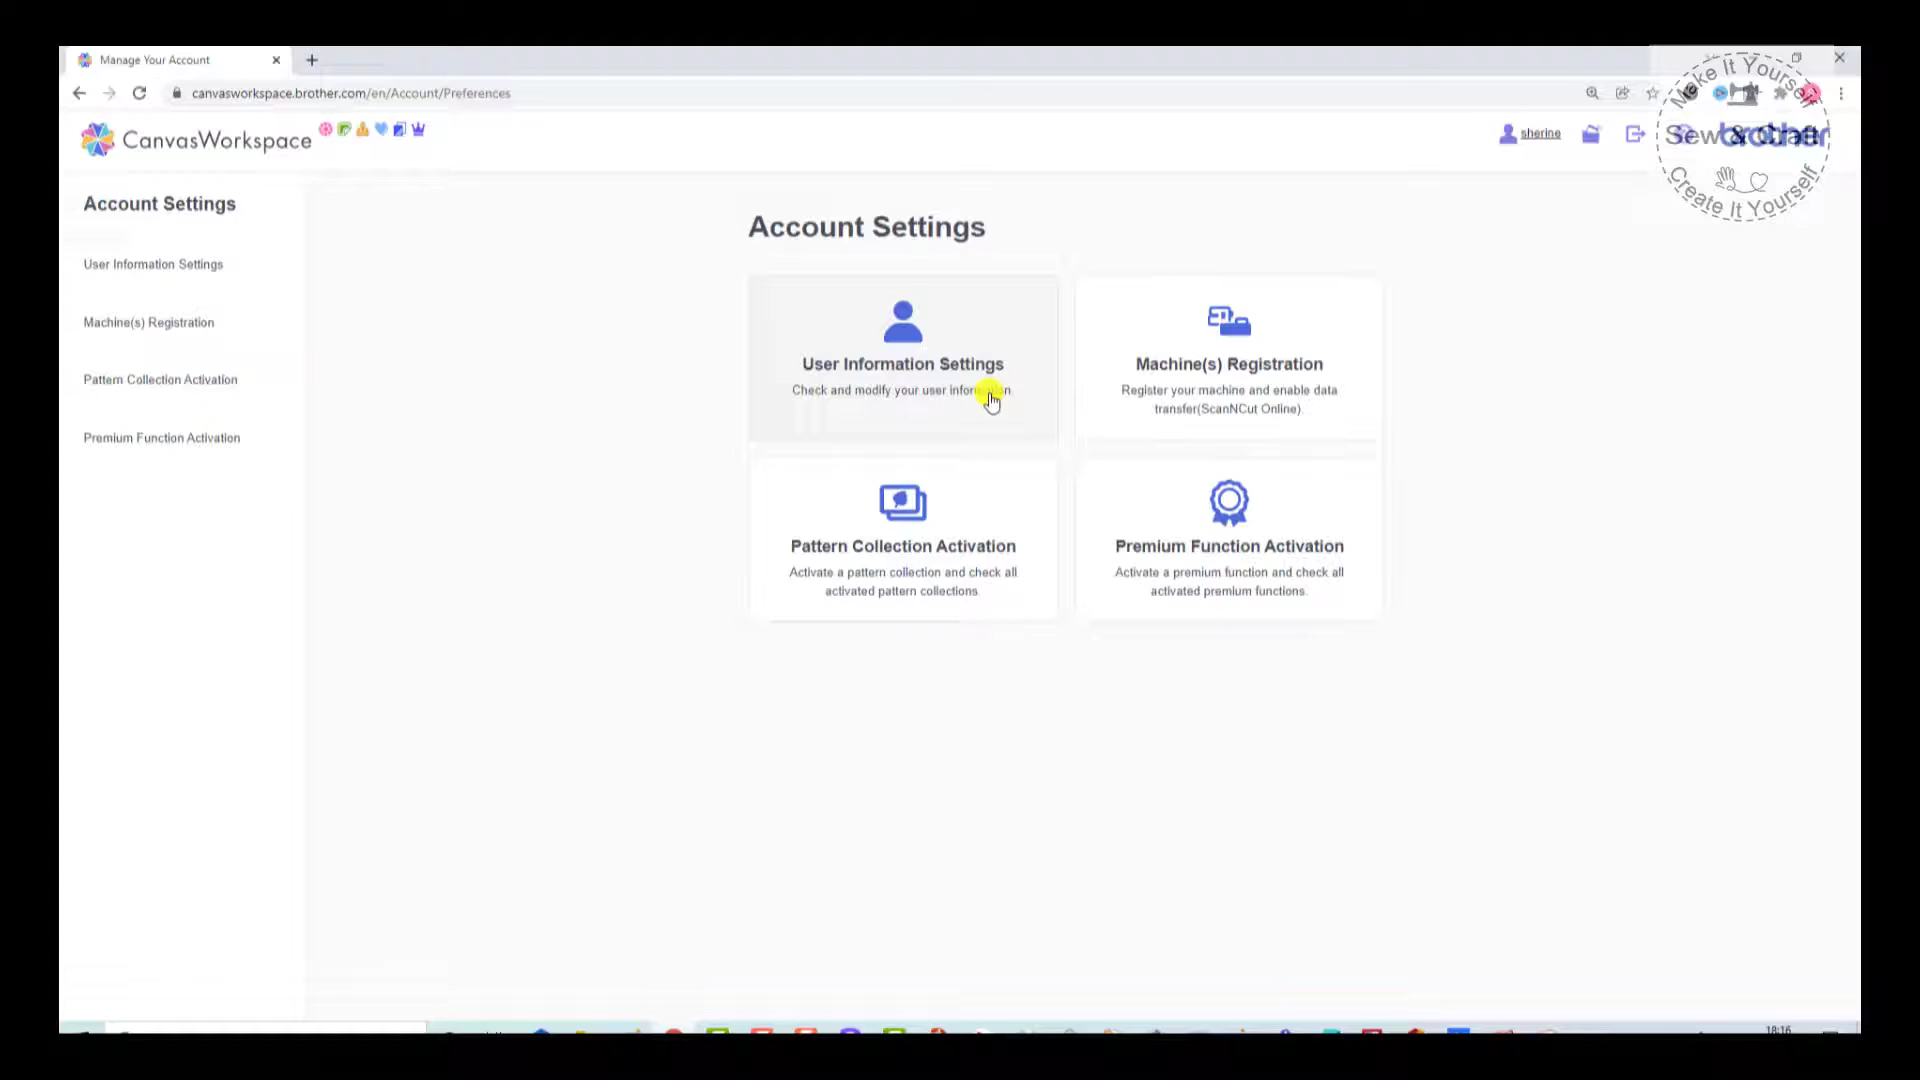 Manage Your Account
canvasworkspace.brother.com/en/Account/Preferences
CanvasWorkspace
sherine
brother
Make It Yourself
Sew & Craft
Create It Yourself
Account Settings
User Information Settings
Machine(s) Registration
Pattern Collection Activation
Premium Function Activation
Account Settings
User Information Settings
Check and modify your user information
Machine(s) Registration
Register your machine and enable data
transfer(ScanNCut Online).
Pattern Collection Activation
Activate a pattern collection and check all
activated pattern collections.
Premium Function Activation
Activate a premium function and check all
activated premium functions.
18:16